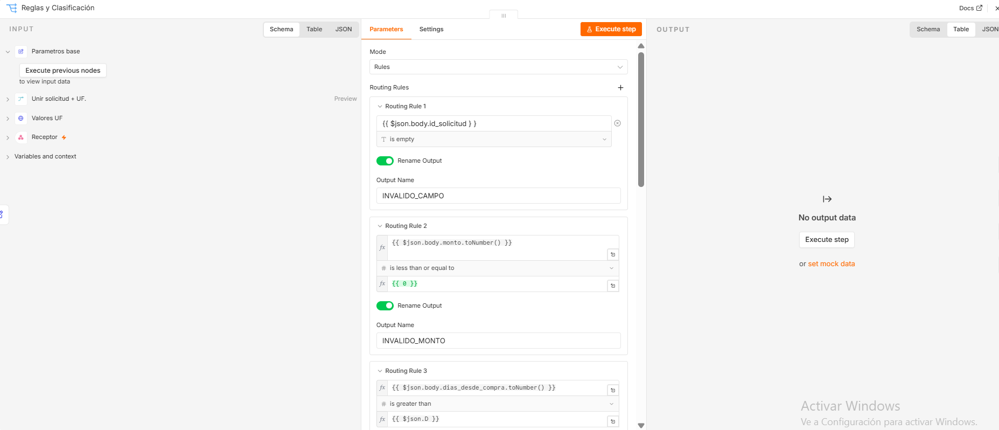 Reglas y Clasificación
Docs
INPUT
Schema
Table
JSON
Parametros base
Execute previous nodes
to view input data
Unir solicitud + UF.
Preview
Valores UF
Receptor
Variables and context
Parameters
Settings
Execute step
Mode
Rules
Routing Rules
Routing Rule 1
{{ $json.body.id_solicitud } }
T is empty
Rename Output
Output Name
INVALIDO_CAMPO
Routing Rule 2
fx {{ $json.body.monto.toNumber() }}
# is less than or equal to
fx {{ 0 }}
Rename Output
Output Name
INVALIDO_MONTO
Routing Rule 3
fx {{ $json.body.dias_desde_compra.toNumber() }}
# is greater than
fx {{ $json.D }}
OUTPUT
Schema
Table
JSON
No output data
Execute step
or set mock data
Activar Windows
Ve a Configuración para activar Windows.